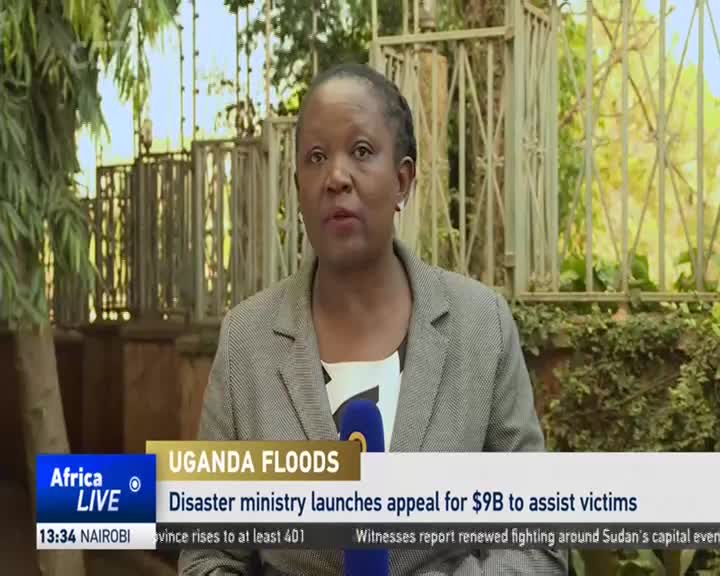 UGANDA FLOODS
Africa
LIVE
Disaster ministry launches appeal for $9B to assist victims
13:34 NAIROBI
ovince rises to at least 401 Witnesses report renewed fighting around Sudan's capital even